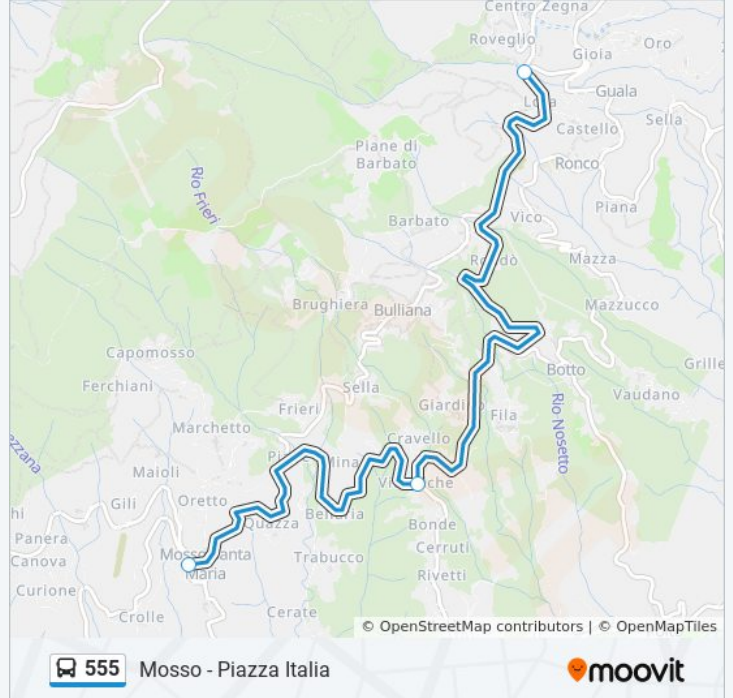 Centro Zegna
Roveglio
Gioia
Oro
Guala
Castello
Sella
Piane di
Barbato
Rio Frieri
Ronco
Piana
Barbato
Vico
Mazza
Brughiera
Bulliana
Mazzucco
Capomosso
Botto
Grille
Ferchiani
Sella
Vaudano
Frieri
Giardino
Fila
Rio Nosetto
Marchetto
Cravello
Maioli
Gili
Oretto
Quazza
Bonde
Panera
Cerruti
Canova
Trabucco
Maria
Rivetti
Curione
Crolle
Cerate
© OpenStreetMap contributors | © OpenMapTiles
555 Mosso - Piazza Italia
moovit